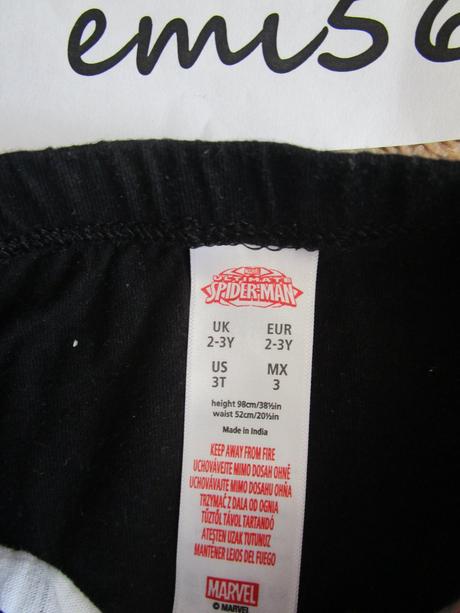 emi56
MARVEL
ULTIMATE
SPIDER-MAN
UK EUR
2-3Y 2-3Y
US MX
3T 3
height 98cm/38½in
waist 52cm/20½in
Made in India
KEEP AWAY FROM FIRE
UCHOVÁVEJTE MIMO DOSAH OHNĚ
UCHOVÁVAJTE MIMO DOSAHU OHŇA
TRZYMAĆ Z DALA OD OGNIA
TŰZTŐL TÁVOL TARTANDÓ
ATEŞTEN UZAK TUTUNUZ
MANTENER LEJOS DEL FUEGO
MARVEL
© MARVEL